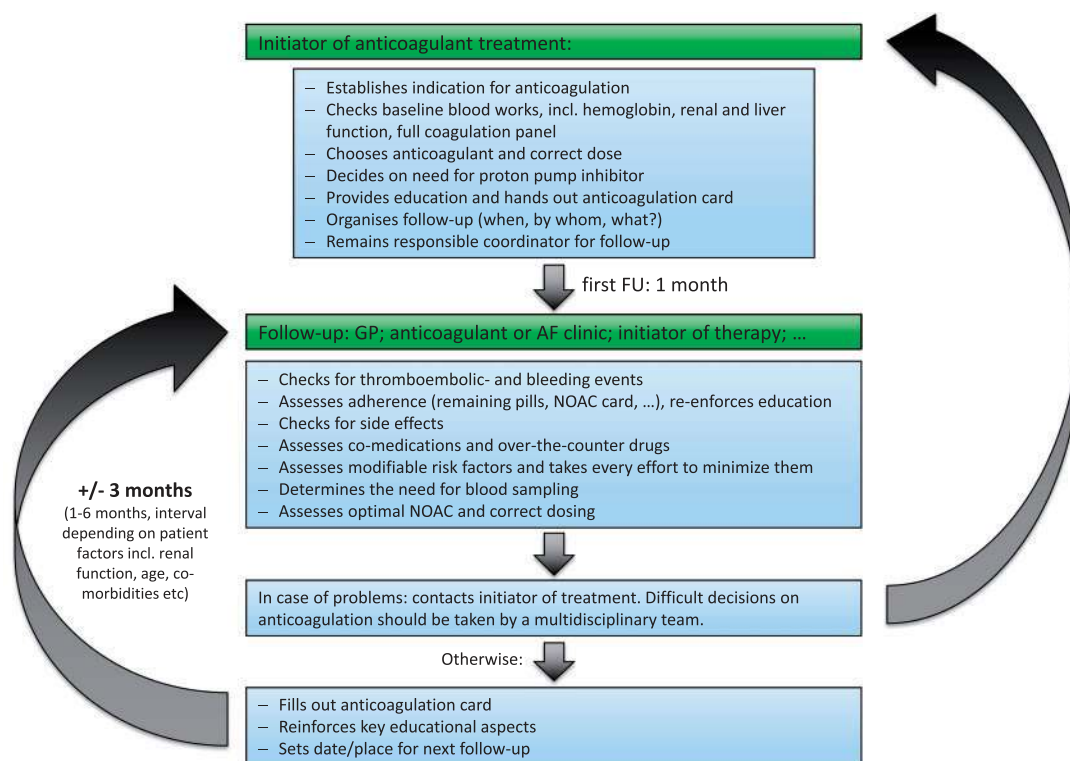 Initiator of anticoagulant treatment:
– Establishes indication for anticoagulation
– Checks baseline blood works, incl. hemoglobin, renal and liver
function, full coagulation panel
– Chooses anticoagulant and correct dose
– Decides on need for proton pump inhibitor
– Provides education and hands out anticoagulation card
– Organises follow-up (when, by whom, what?)
– Remains responsible coordinator for follow-up
first FU: 1 month
Follow-up: GP; anticoagulant or AF clinic; initiator of therapy; ...
– Checks for thromboembolic- and bleeding events
– Assesses adherence (remaining pills, NOAC card, ...), re-enforces education
– Checks for side effects
– Assesses co-medications and over-the-counter drugs
– Assesses modifiable risk factors and takes every effort to minimize them
– Determines the need for blood sampling
– Assesses optimal NOAC and correct dosing
+/- 3 months
(1-6 months, interval
depending on patient
factors incl. renal
function, age, co-
morbidities etc)
In case of problems: contacts initiator of treatment. Difficult decisions on
anticoagulation should be taken by a multidisciplinary team.
Otherwise:
– Fills out anticoagulation card
– Reinforces key educational aspects
– Sets date/place for next follow-up